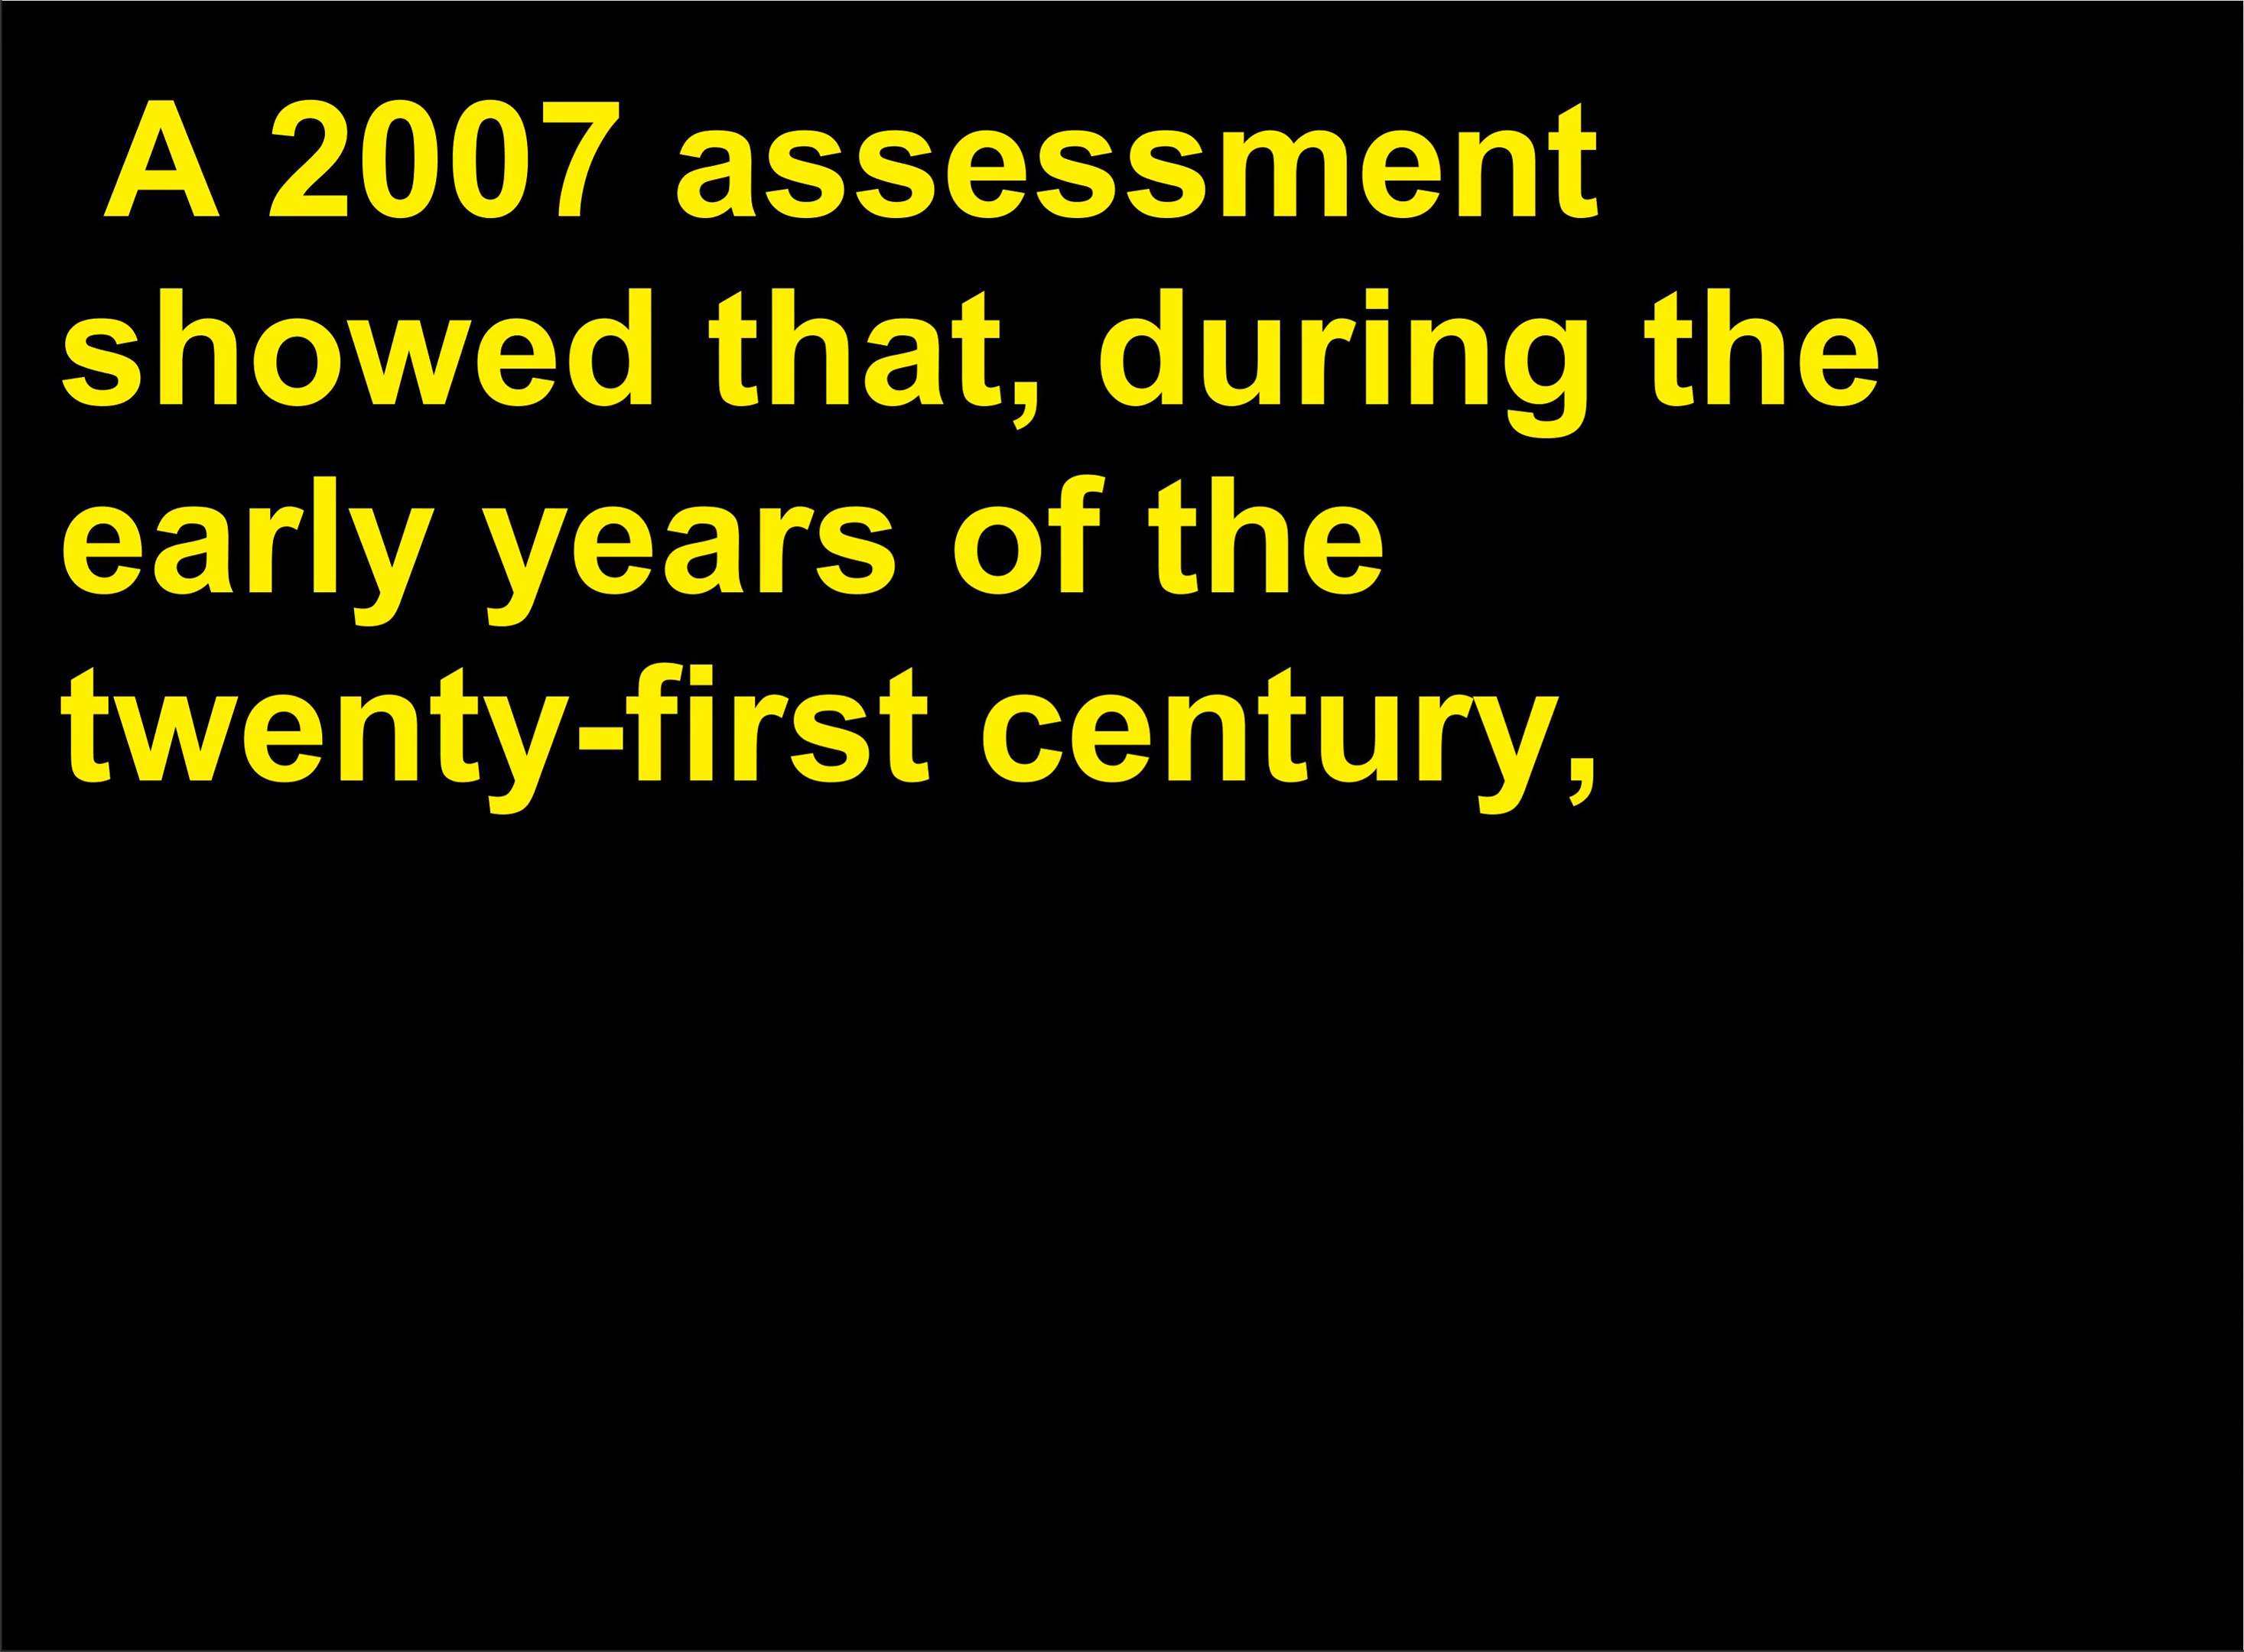 A 2007 assessment
showed that, during the
early years of the
twenty-first century,